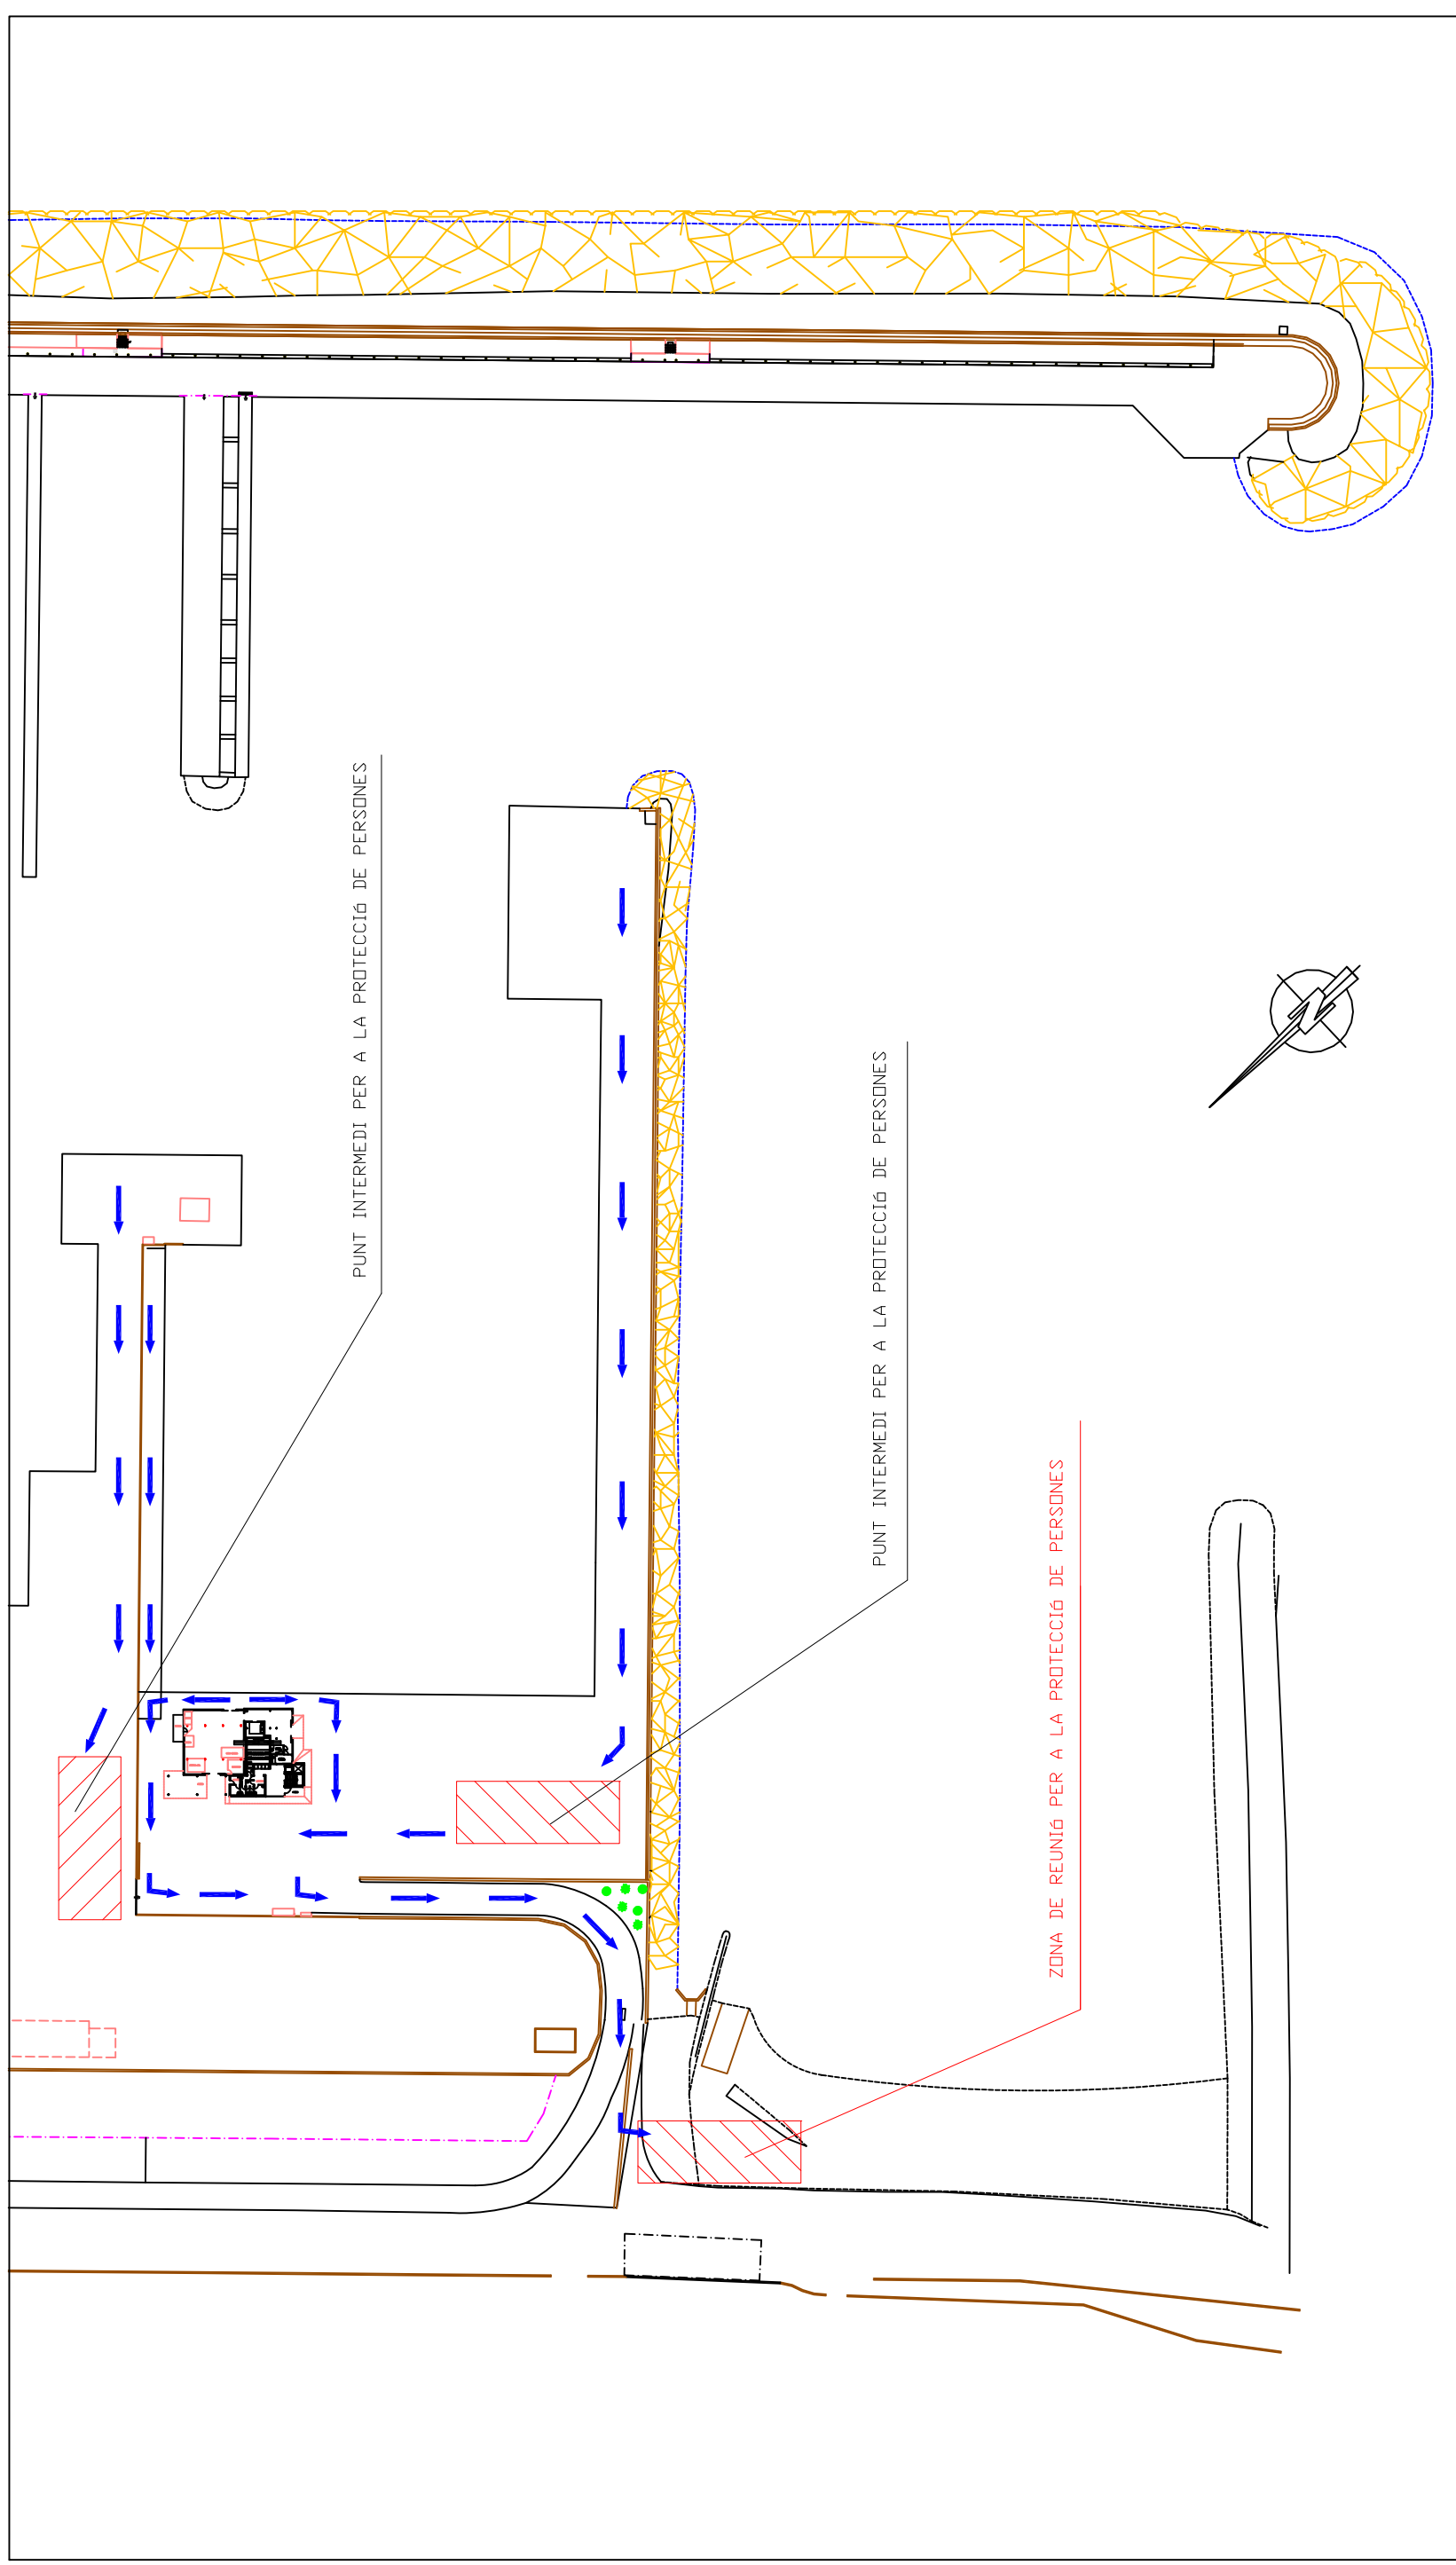 PUNT INTERMEDI PER A LA PROTECCIÓ DE PERSONES
PUNT INTERMEDI PER A LA PROTECCIÓ DE PERSONES
ZONA DE REUNIÓ PER A LA PROTECCIÓ DE PERSONES
N